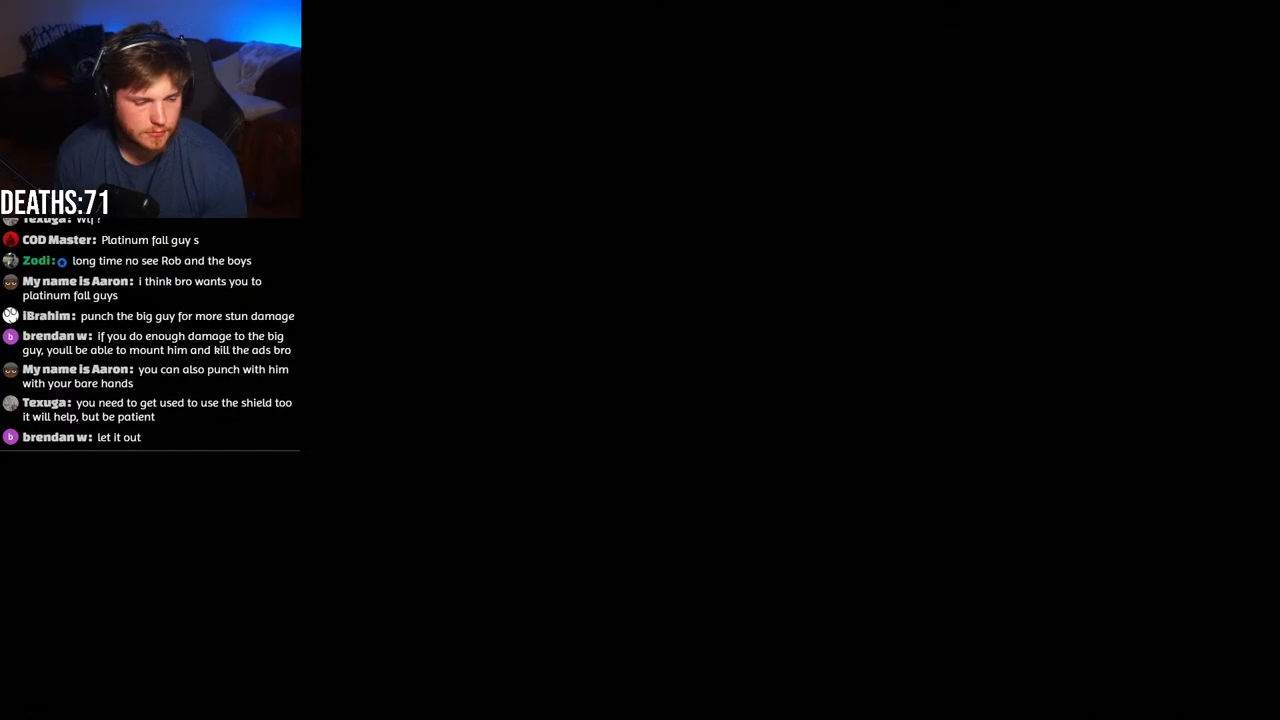 DEATHS:71
Texuga:
COD Master: Platinum fall guy s
Zodi: long time no see Rob and the boys
My name is Aaron: i think bro wants you to
platinum fall guys
iBrahim: punch the big guy for more stun damage
brendan w: if you do enough damage to the big
guy, youll be able to mount him and kill the ads bro
My name is Aaron: you can also punch with him
with your bare hands
Texuga: you need to get used to use the shield too
it will help, but be patient
brendan w: let it out